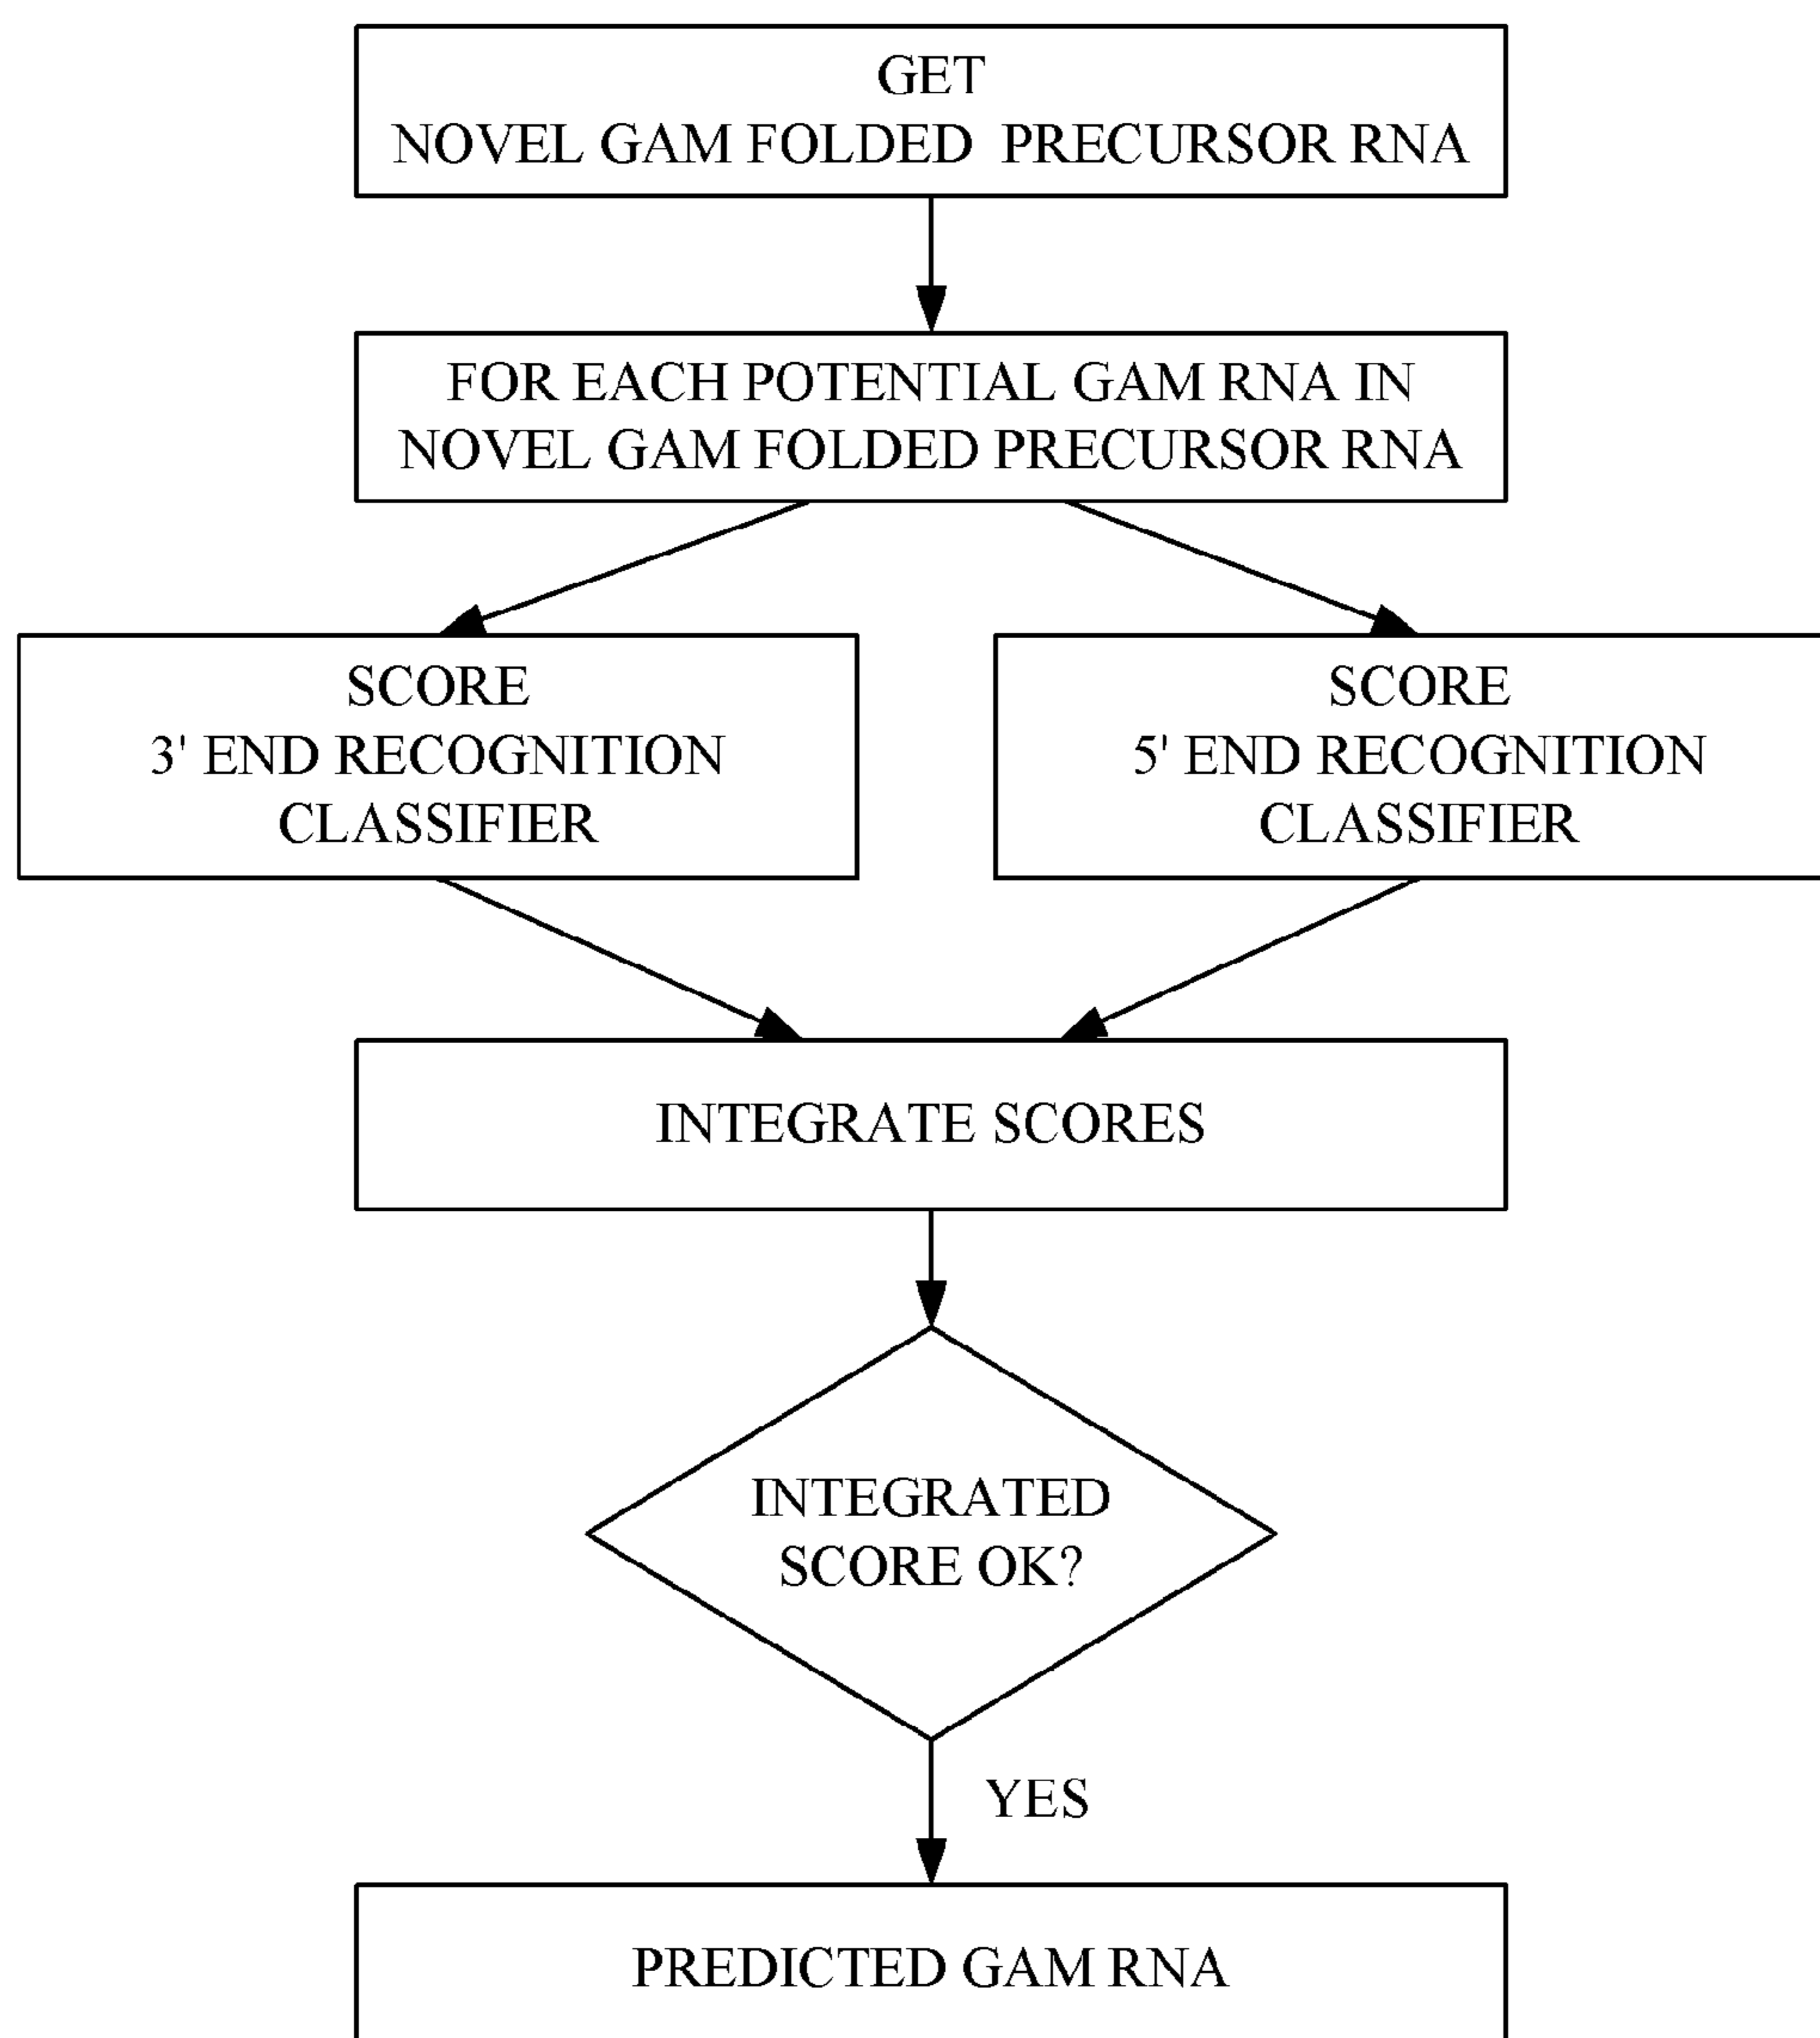 GET
NOVEL GAM FOLDED PRECURSOR RNA
FOR EACH POTENTIAL GAM RNA IN
NOVEL GAM FOLDED PRECURSOR RNA
SCORE
3' END RECOGNITION
CLASSIFIER
SCORE
5' END RECOGNITION
CLASSIFIER
INTEGRATE SCORES
INTEGRATED
SCORE OK?
YES
PREDICTED GAM RNA